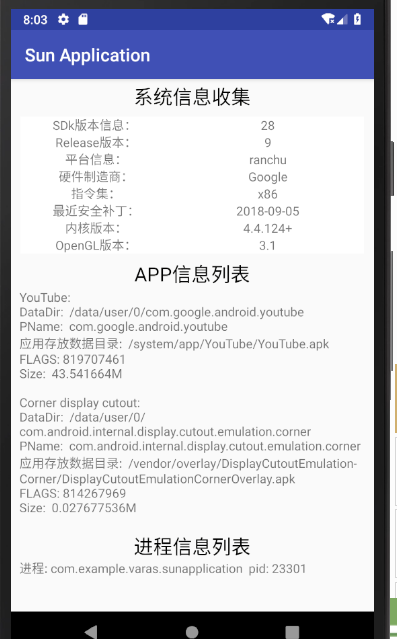 8:03
Sun Application
系统信息收集
SDk版本信息： 28
Release版本： 9
平台信息： ranchu
硬件制造商： Google
指令集： x86
最近安全补丁： 2018-09-05
内核版本： 4.4.124+
OpenGL版本： 3.1
APP信息列表
YouTube:
DataDir: /data/user/0/com.google.android.youtube
PName: com.google.android.youtube
应用存放数据目录: /system/app/YouTube/YouTube.apk
FLAGS: 819707461
Size: 43.541664M
Corner display cutout:
DataDir: /data/user/0/
com.android.internal.display.cutout.emulation.corner
PName: com.android.internal.display.cutout.emulation.corner
应用存放数据目录: /vendor/overlay/DisplayCutoutEmulation-
Corner/DisplayCutoutEmulationCornerOverlay.apk
FLAGS: 814267969
Size: 0.027677536M
进程信息列表
进程: com.example.varas.sunapplication pid: 23301